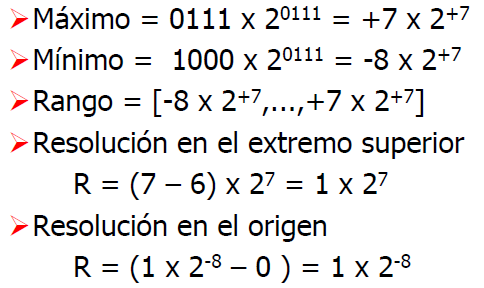 ➢Máximo = 0111 x 2⁰¹¹¹ = +7 x 2⁺⁷
➢Mínimo =  1000 x 2⁰¹¹¹ = -8 x 2⁺⁷
➢Rango = [-8 x 2⁺⁷,...,+7 x 2⁺⁷]
➢Resolución en el extremo superior
R = (7 – 6) x 2⁷ = 1 x 2⁷
➢Resolución en el origen
R = (1 x 2⁻⁸ – 0 ) = 1 x 2⁻⁸